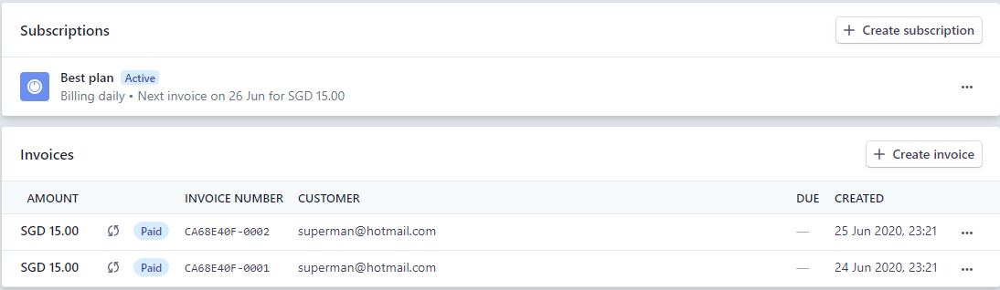 Subscriptions
+ Create subscription
Best plan Active
Billing daily • Next invoice on 26 Jun for SGD 15.00
Invoices
+ Create invoice
AMOUNT INVOICE NUMBER CUSTOMER DUE CREATED
SGD 15.00 Paid CA68E40F-0002 superman@hotmail.com — 25 Jun 2020, 23:21
SGD 15.00 Paid CA68E40F-0001 superman@hotmail.com — 24 Jun 2020, 23:21